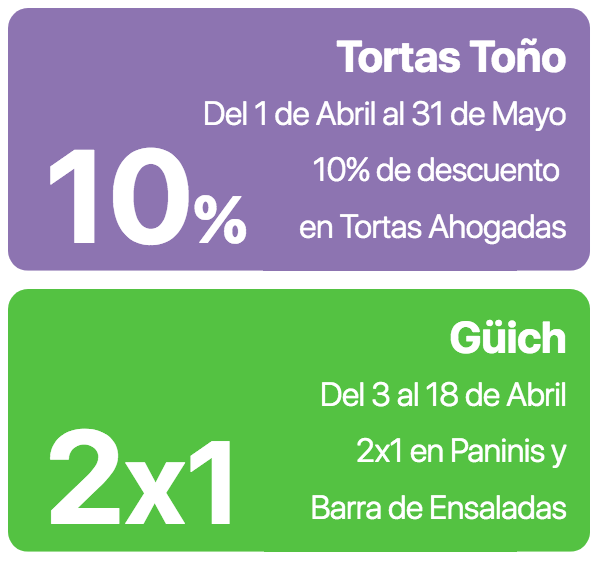 Tortas Toño
Del 1 de Abril al 31 de Mayo
10% de descuento
en Tortas Ahogadas
10%
Güich
Del 3 al 18 de Abril
2x1 en Paninis y
Barra de Ensaladas
2x1